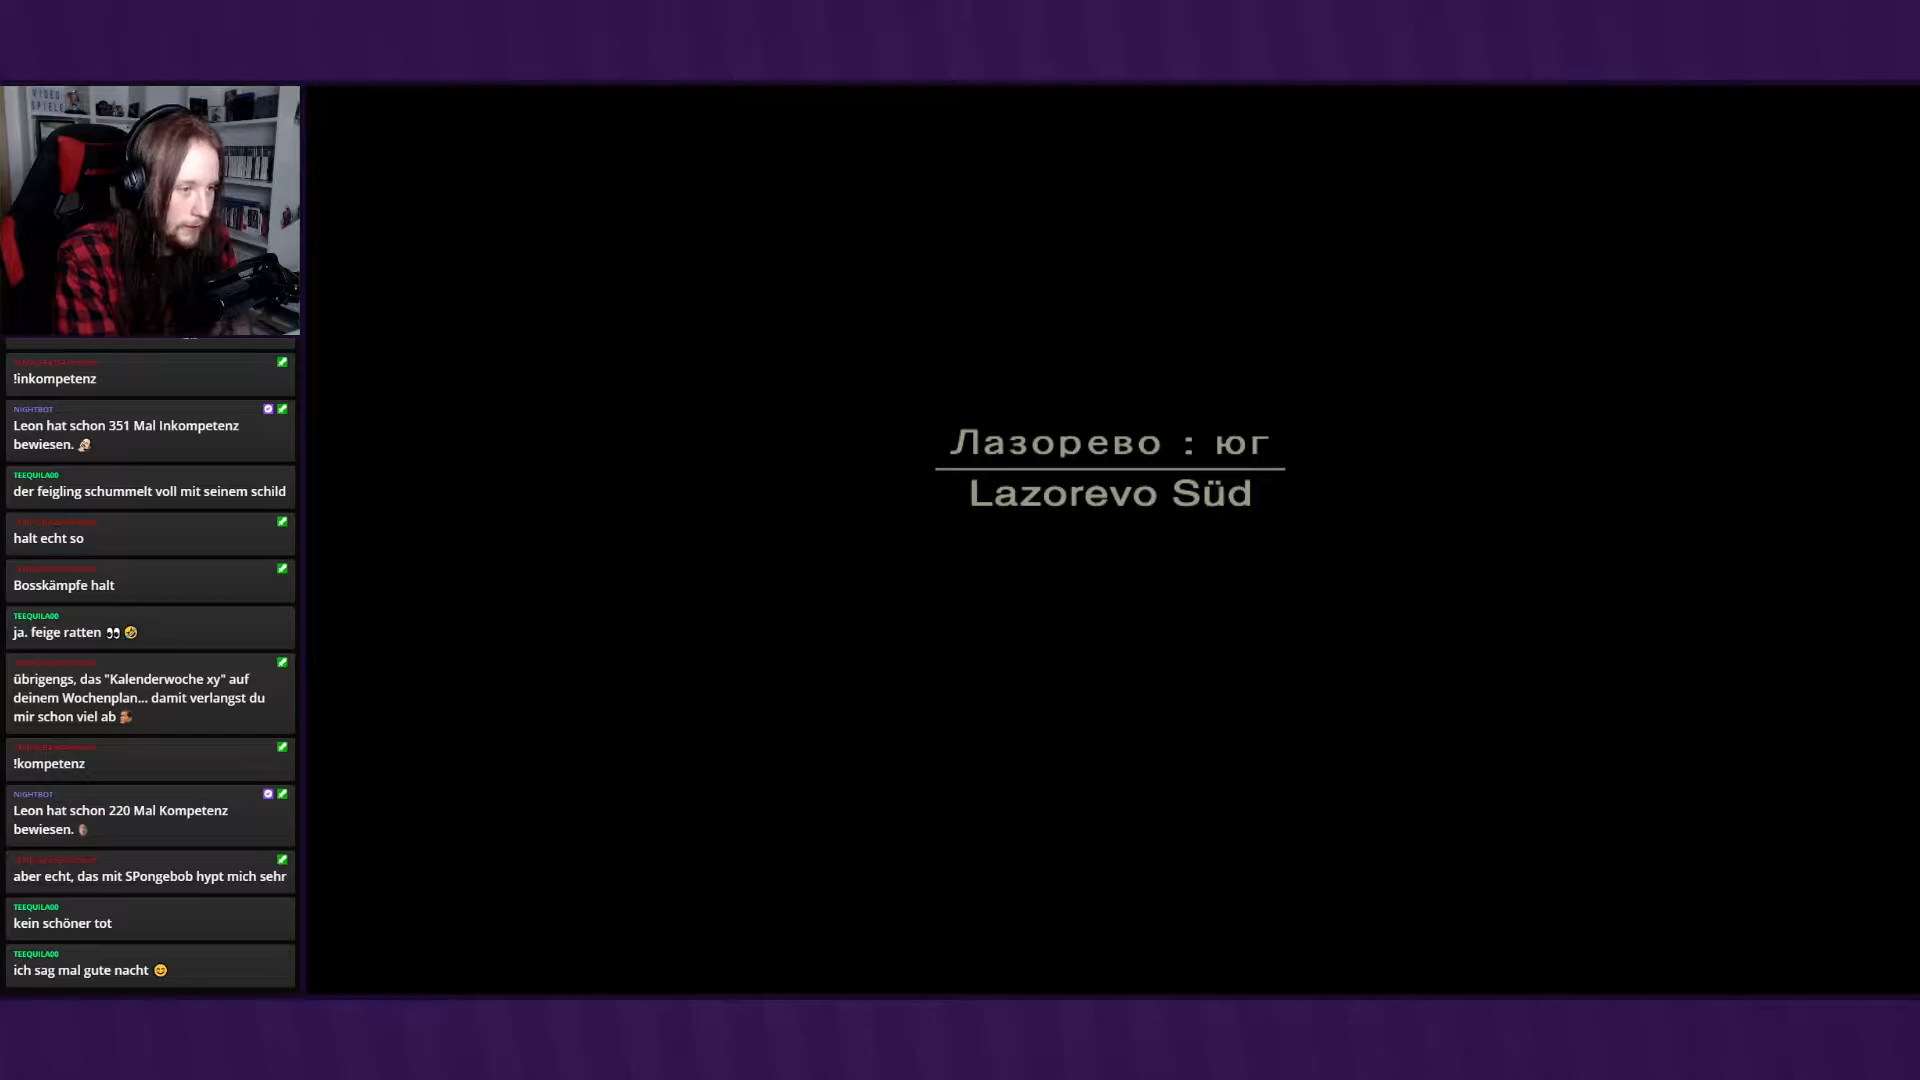 VIDEO
SPIELE
!inkompetenz
NIGHTBOT
Leon hat schon 351 Mal Inkompetenz
bewiesen.
TEEQUILA00
der feigling schummelt voll mit seinem schild
halt echt so
Bosskämpfe halt
TEEQUILA00
ja. feige ratten 👀 🤣
übrigengs, das "Kalenderwoche xy" auf
deinem Wochenplan... damit verlangst du
mir schon viel ab
!kompetenz
NIGHTBOT
Leon hat schon 220 Mal Kompetenz
bewiesen.
aber echt, das mit SPongebob hypt mich sehr
TEEQUILA00
kein schöner tot
TEEQUILA00
ich sag mal gute nacht 😊
Лазорево : юг
Lazorevo Süd